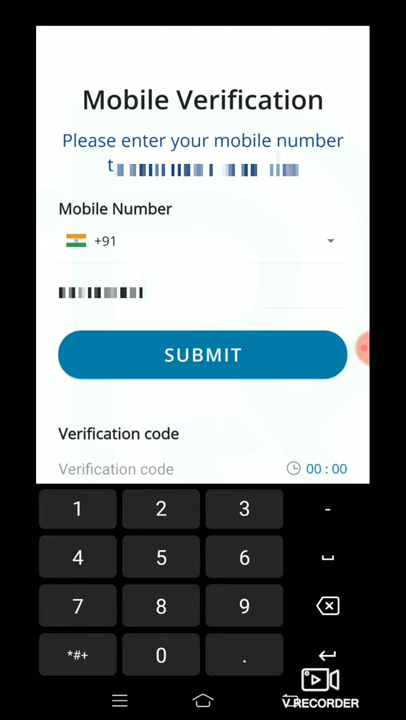 Mobile Verification
Please enter your mobile number
t
Mobile Number
+91
SUBMIT
Verification code
Verification code 00 : 00
1 2 3 -
4 5 6
7 8 9
*#+ 0 .
V RECORDER